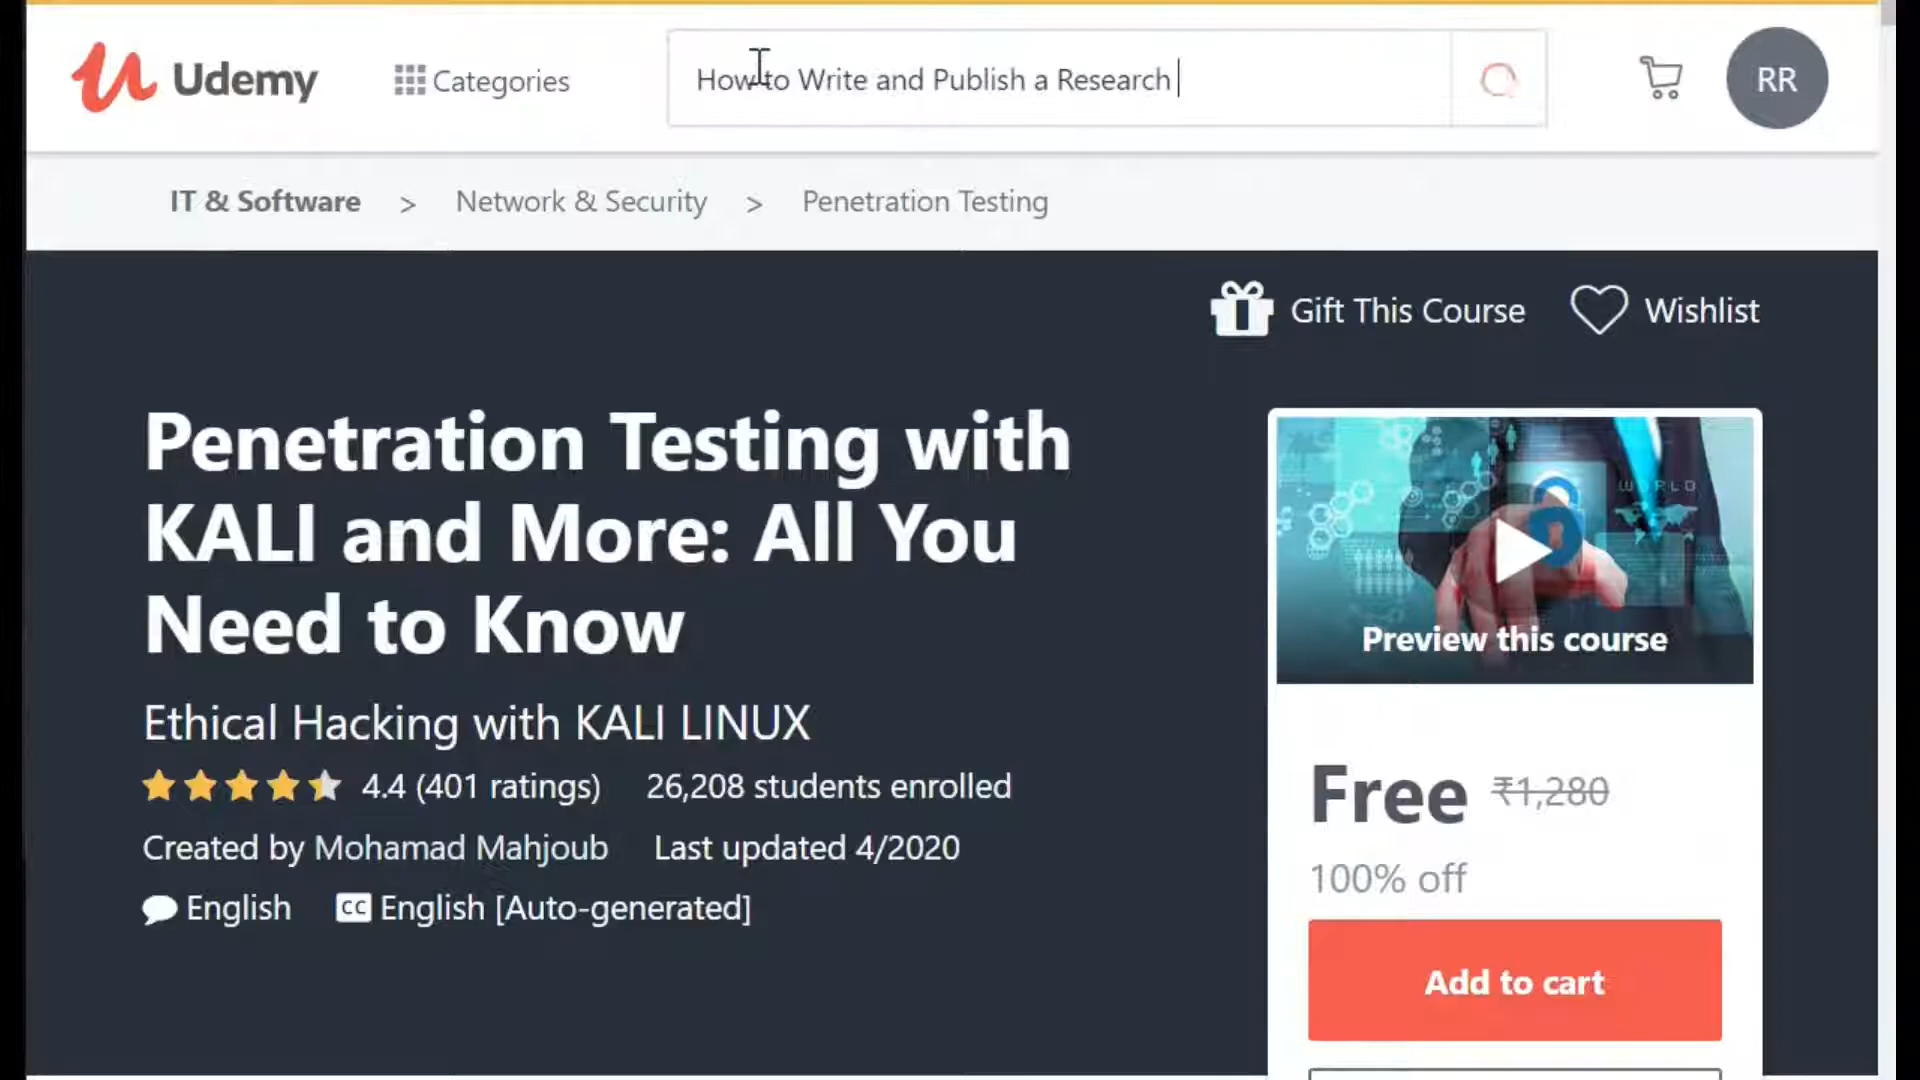 Udemy
Categories
How to Write and Publish a Research
RR
IT & Software > Network & Security > Penetration Testing
Gift This Course
Wishlist
Penetration Testing with
KALI and More: All You
Need to Know
Ethical Hacking with KALI LINUX
4.4 (401 ratings) 26,208 students enrolled
Created by Mohamad Mahjoub Last updated 4/2020
English CC English [Auto-generated]
WORLD
Preview this course
Free ₹1,280
100% off
Add to cart